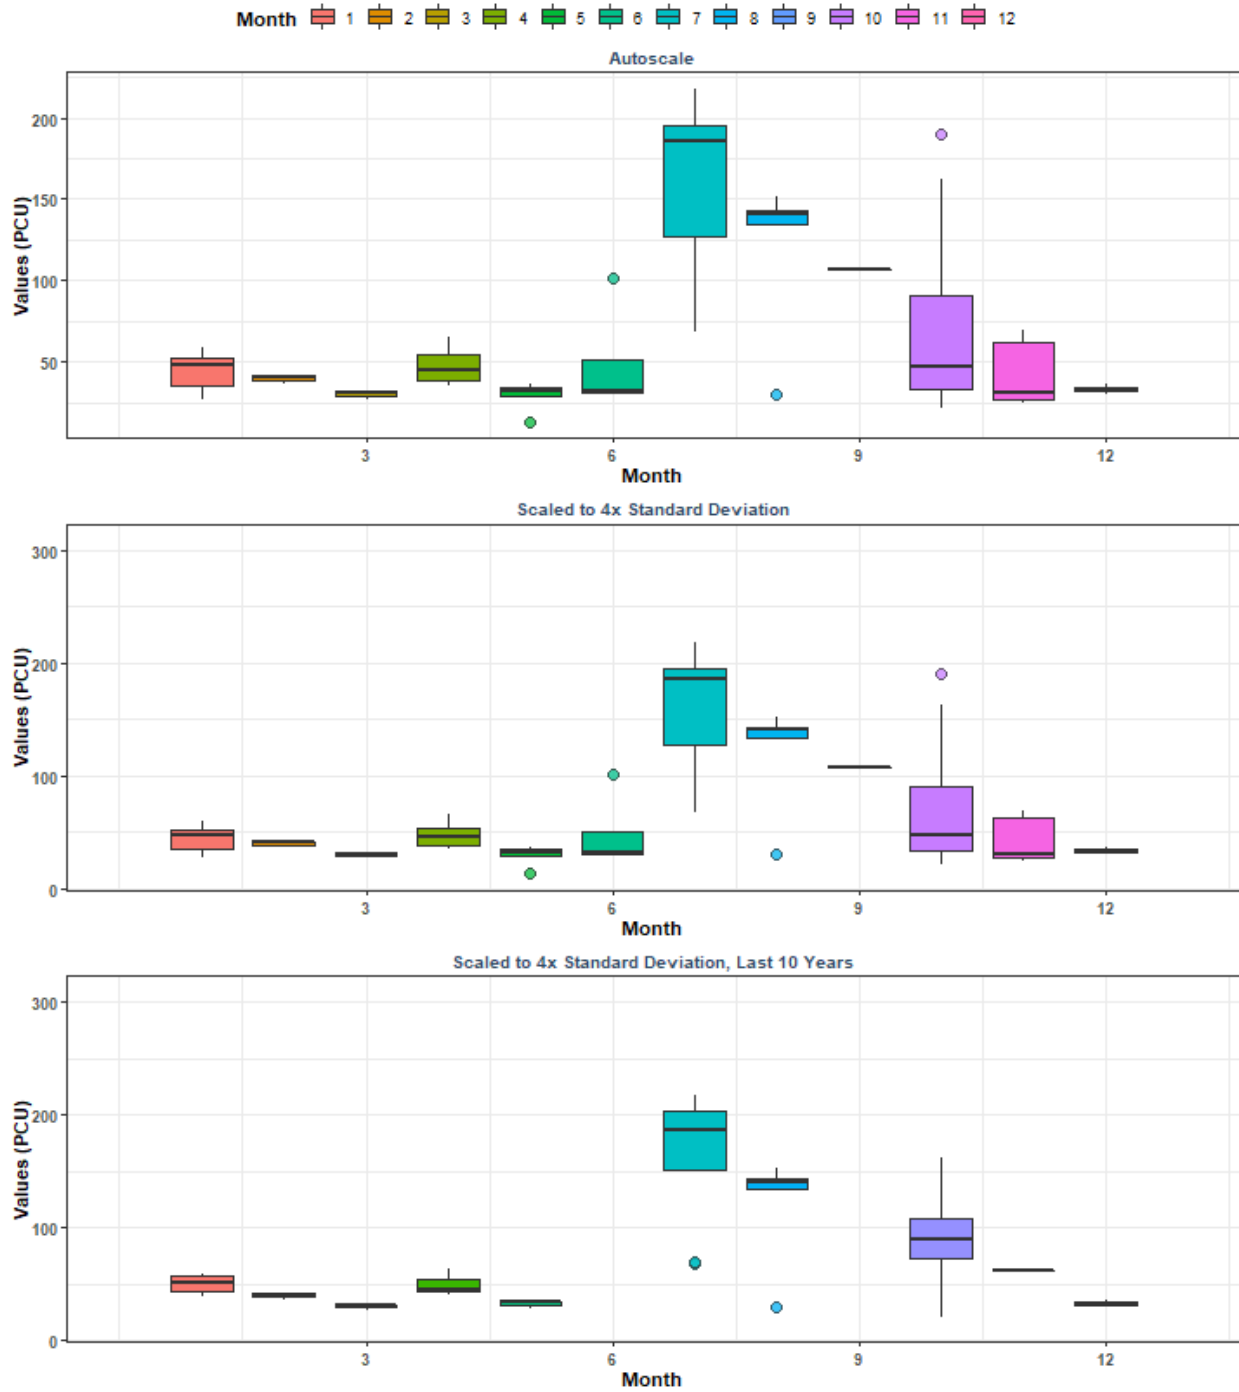 Month 1 2 3 4 5 6 7 8 9 10 11 12
Autoscale
Values (PCU)
200
150
100
50
3 6 9 12
Month
Scaled to 4x Standard Deviation
Values (PCU)
300
200
100
0
3 6 9 12
Month
Scaled to 4x Standard Deviation, Last 10 Years
Values (PCU)
300
200
100
0
3 6 9 12
Month